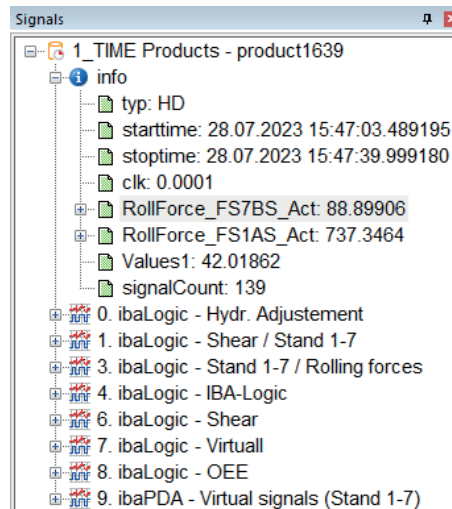 Signals
1_TIME Products - product1639
info
typ: HD
starttime: 28.07.2023 15:47:03.489195
stoptime: 28.07.2023 15:47:39.999180
clk: 0.0001
RollForce_FS7BS_Act: 88.89906
RollForce_FS1AS_Act: 737.3464
Values1: 42.01862
signalCount: 139
0. ibaLogic - Hydr. Adjustement
1. ibaLogic - Shear / Stand 1-7
3. ibaLogic - Stand 1-7 / Rolling forces
4. ibaLogic - IBA-Logic
6. ibaLogic - Shear
7. ibaLogic - Virtuall
8. ibaLogic - OEE
9. ibaPDA - Virtual signals (Stand 1-7)